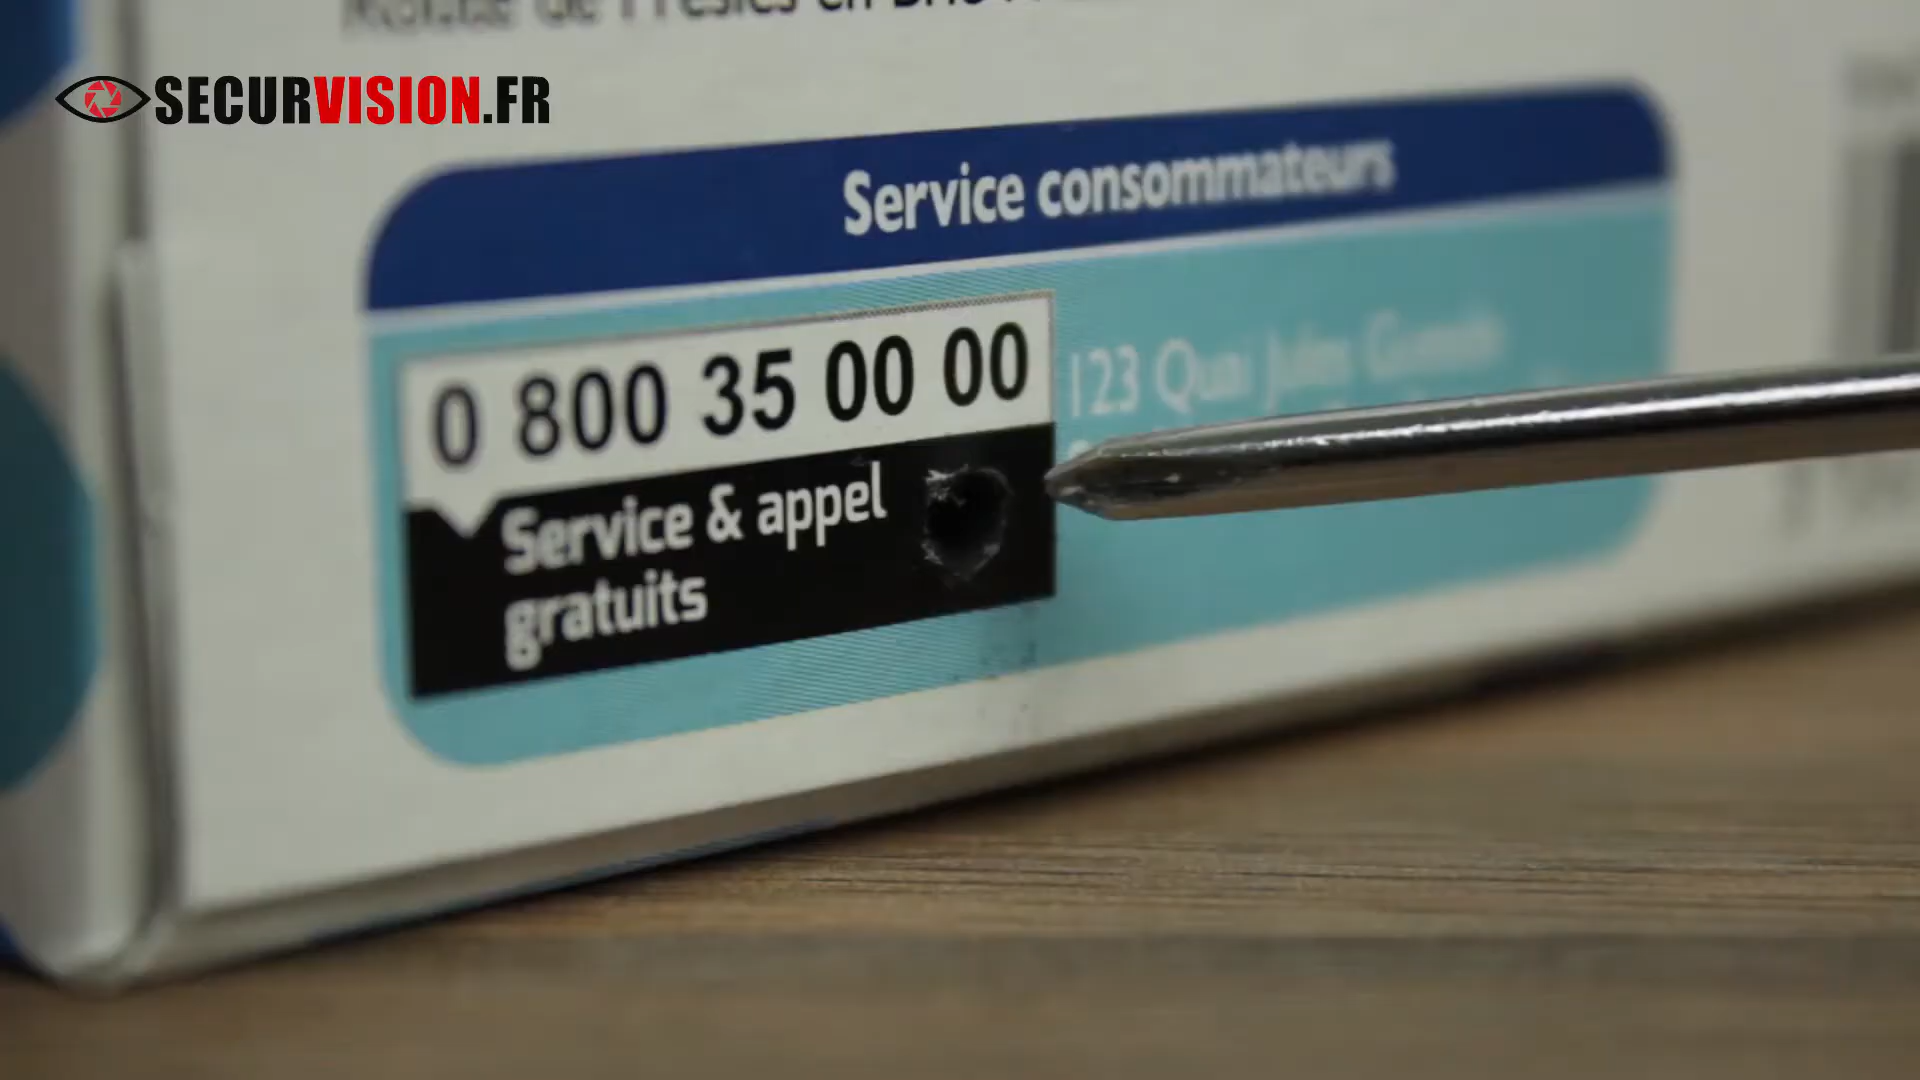 SECURVISION.FR
Service consommateurs
0 800 35 00 00
Service & appel
gratuits
123 Quai Jules Guesde